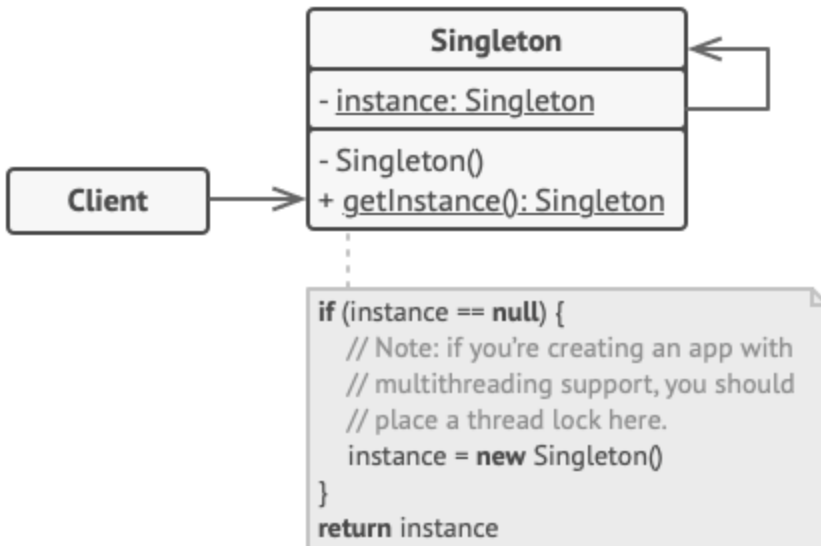 Singleton
- instance: Singleton
- Singleton()
Client
+ getInstance(): Singleton
if (instance == null) {
// Note: if you're creating an app with
// multithreading support, you should
// place a thread lock here.
instance = new Singleton()
}
return instance